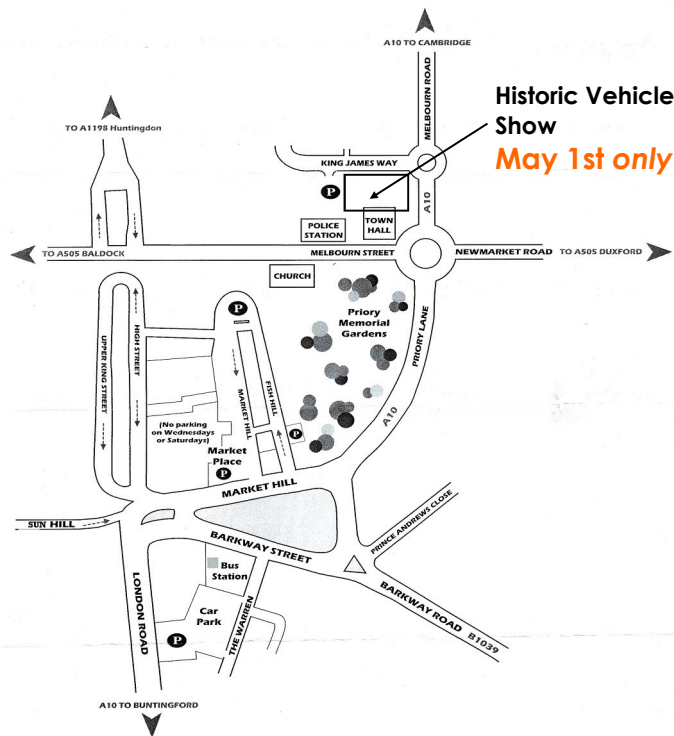 A10 TO CAMBRIDGE
MELBOURN ROAD
Historic Vehicle
Show
May 1st only
TO A1198 Huntingdon
KING JAMES WAY
P
A10
POLICE
STATION
TOWN
HALL
TO A505 BALDOCK
MELBOURN STREET
NEWMARKET ROAD
TO A505 DUXFORD
CHURCH
P
Priory
Memorial
Gardens
PRIORY LANE
UPPER KING STREET
HIGH STREET
MARKET HILL
FISH HILL
A10
(No parking
on Wednesdays
or Saturdays)
P
Market
Place
P
MARKET HILL
SUN HILL
BARKWAY STREET
PRINCE ANDREWS CLOSE
Bus
Station
LONDON ROAD
Car
Park
THE WARREN
BARKWAY ROAD
B1039
P
A10 TO BUNTINGFORD